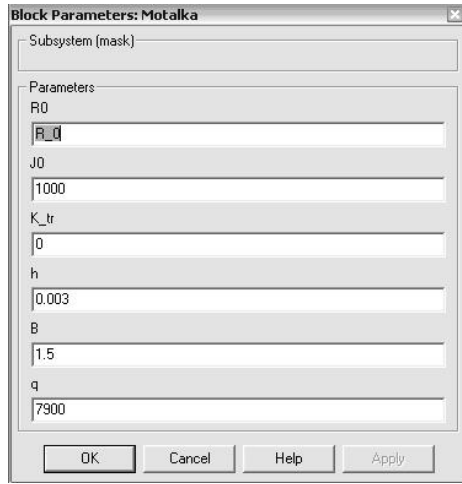 Block Parameters: Motalka
Subsystem (mask)
Parameters
R0
R_0
J0
1000
K_tr
0
h
0.003
B
1.5
q
7900
OK Cancel Help Apply